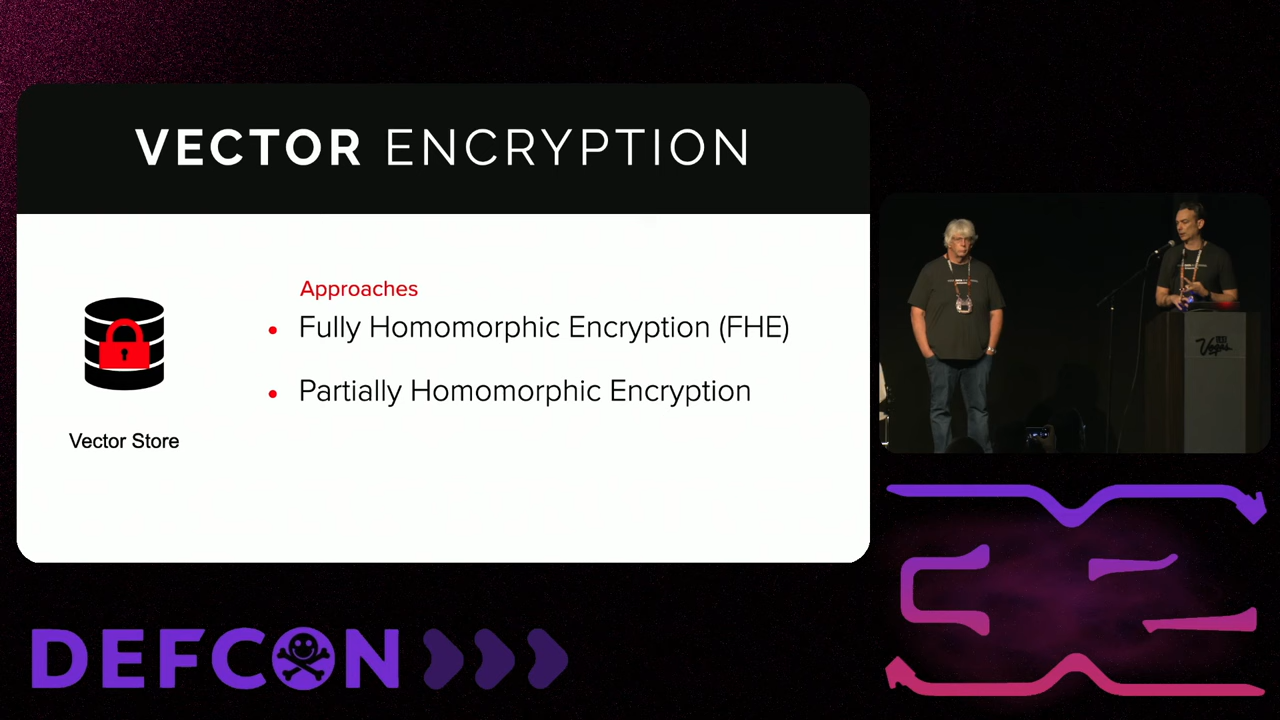 VECTOR ENCRYPTION
Approaches
Fully Homomorphic Encryption (FHE)
Partially Homomorphic Encryption
Vector Store
DEFCON